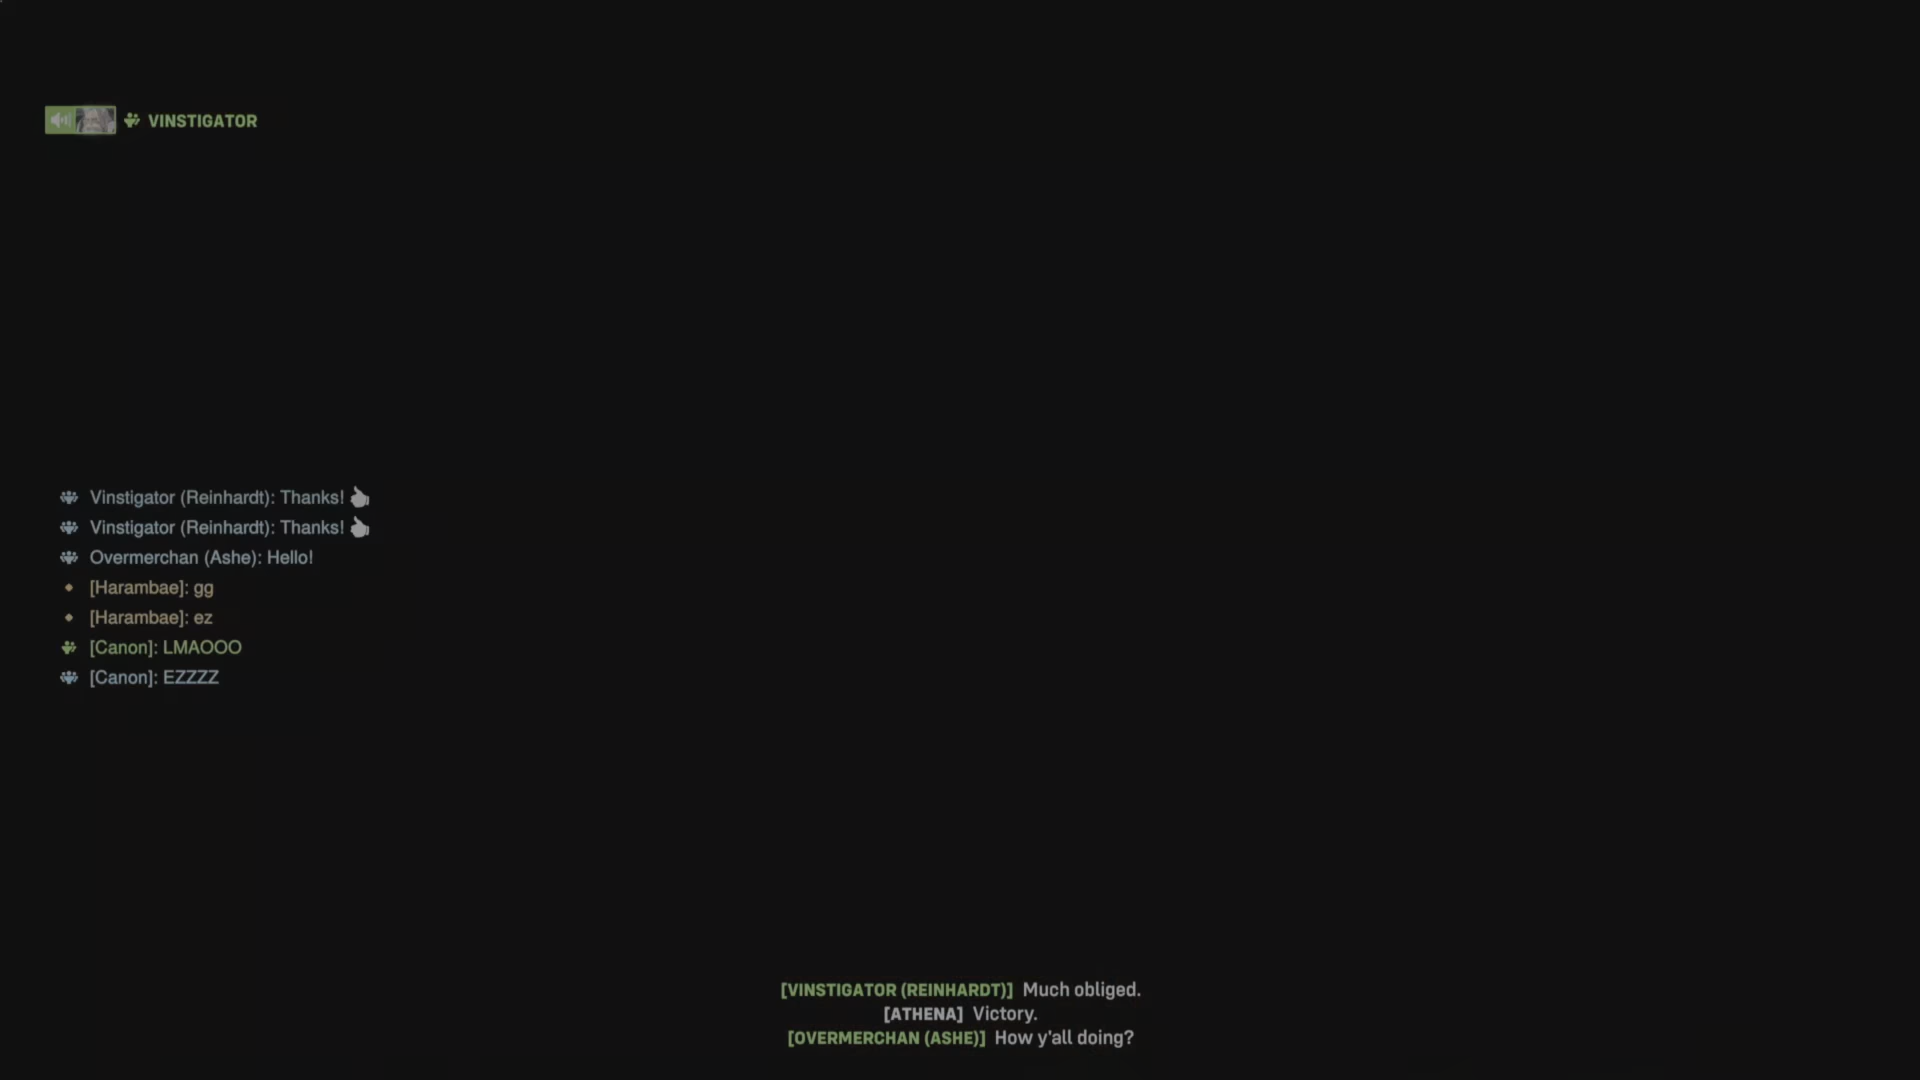 VINSTIGATOR
Vinstigator (Reinhardt): Thanks!
Vinstigator (Reinhardt): Thanks!
Overmerchan (Ashe): Hello!
[Harambae]: gg
[Harambae]: ez
[Canon]: LMAOOO
[Canon]: EZZZZ
[VINSTIGATOR (REINHARDT)] Much obliged.
[ATHENA] Victory.
[OVERMERCHAN (ASHE)] How y'all doing?